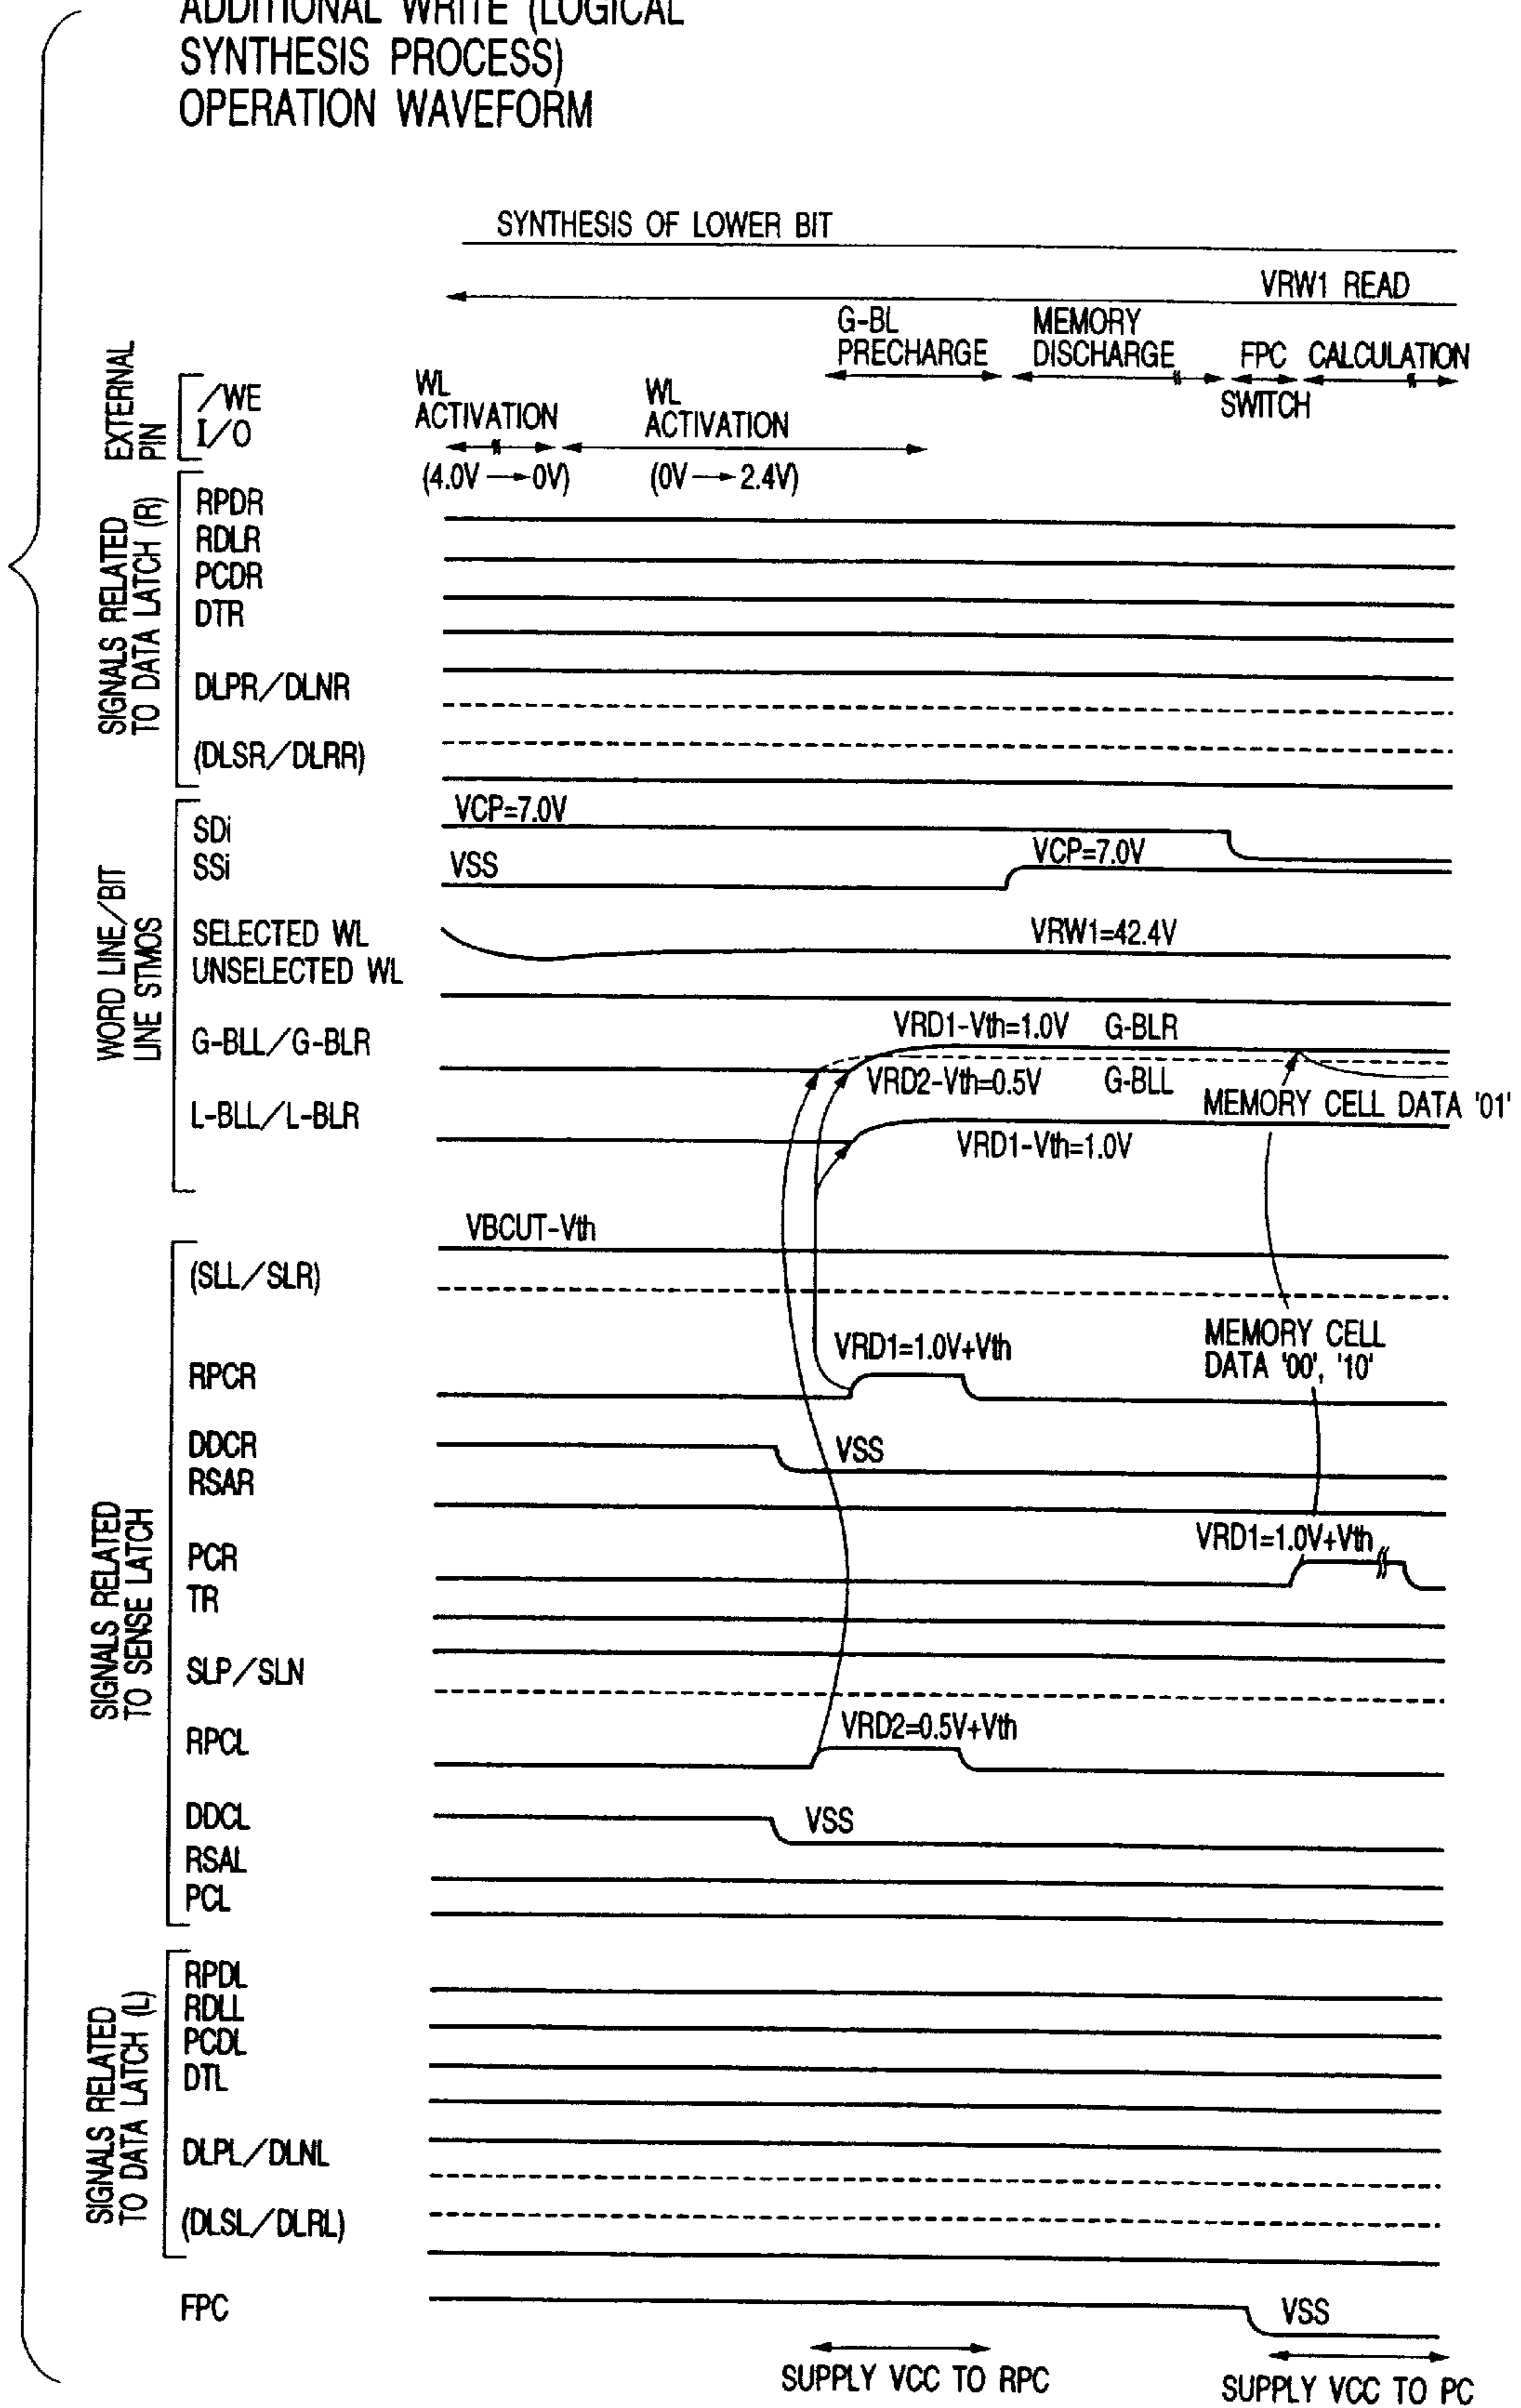 ADDITIONAL WRITE (LOGICAL
SYNTHESIS PROCESS)
OPERATION WAVEFORM
SYNTHESIS OF LOWER BIT
VRW1 READ
G-BL
PRECHARGE
MEMORY
DISCHARGE
FPC
SWITCH
CALCULATION
EXTERNAL
PIN
/WE
I/O
WL
ACTIVATION
(4.0V→0V)
WL
ACTIVATION
(0V→2.4V)
SIGNALS RELATED
TO DATA LATCH (R)
RPDR
RDLR
PCDR
DTR
DLPR/DLNR
(DLSR/DLRR)
WORD LINE/BIT
LINE STMOS
SDi
VCP=7.0V
SSi
VSS
VCP=7.0V
SELECTED WL
VRW1=42.4V
UNSELECTED WL
G-BLL/G-BLR
VRD1-Vth=1.0V G-BLR
VRD2-Vth=0.5V G-BLL
MEMORY CELL DATA '01'
L-BLL/L-BLR
VRD1-Vth=1.0V
SIGNALS RELATED
TO SENSE LATCH
VBCUT-Vth
(SLL/SLR)
MEMORY CELL
DATA '00', '10'
RPCR
VRD1=1.0V+Vth
DDCR
VSS
RSAR
PCR
VRD1=1.0V+Vth
TR
SLP/SLN
RPCL
VRD2=0.5V+Vth
DDCL
VSS
RSAL
PCL
SIGNALS RELATED
TO DATA LATCH (L)
RPDL
RDLL
PCDL
DTL
DLPL/DLNL
(DLSL/DLRL)
FPC
VSS
SUPPLY VCC TO RPC
SUPPLY VCC TO PC